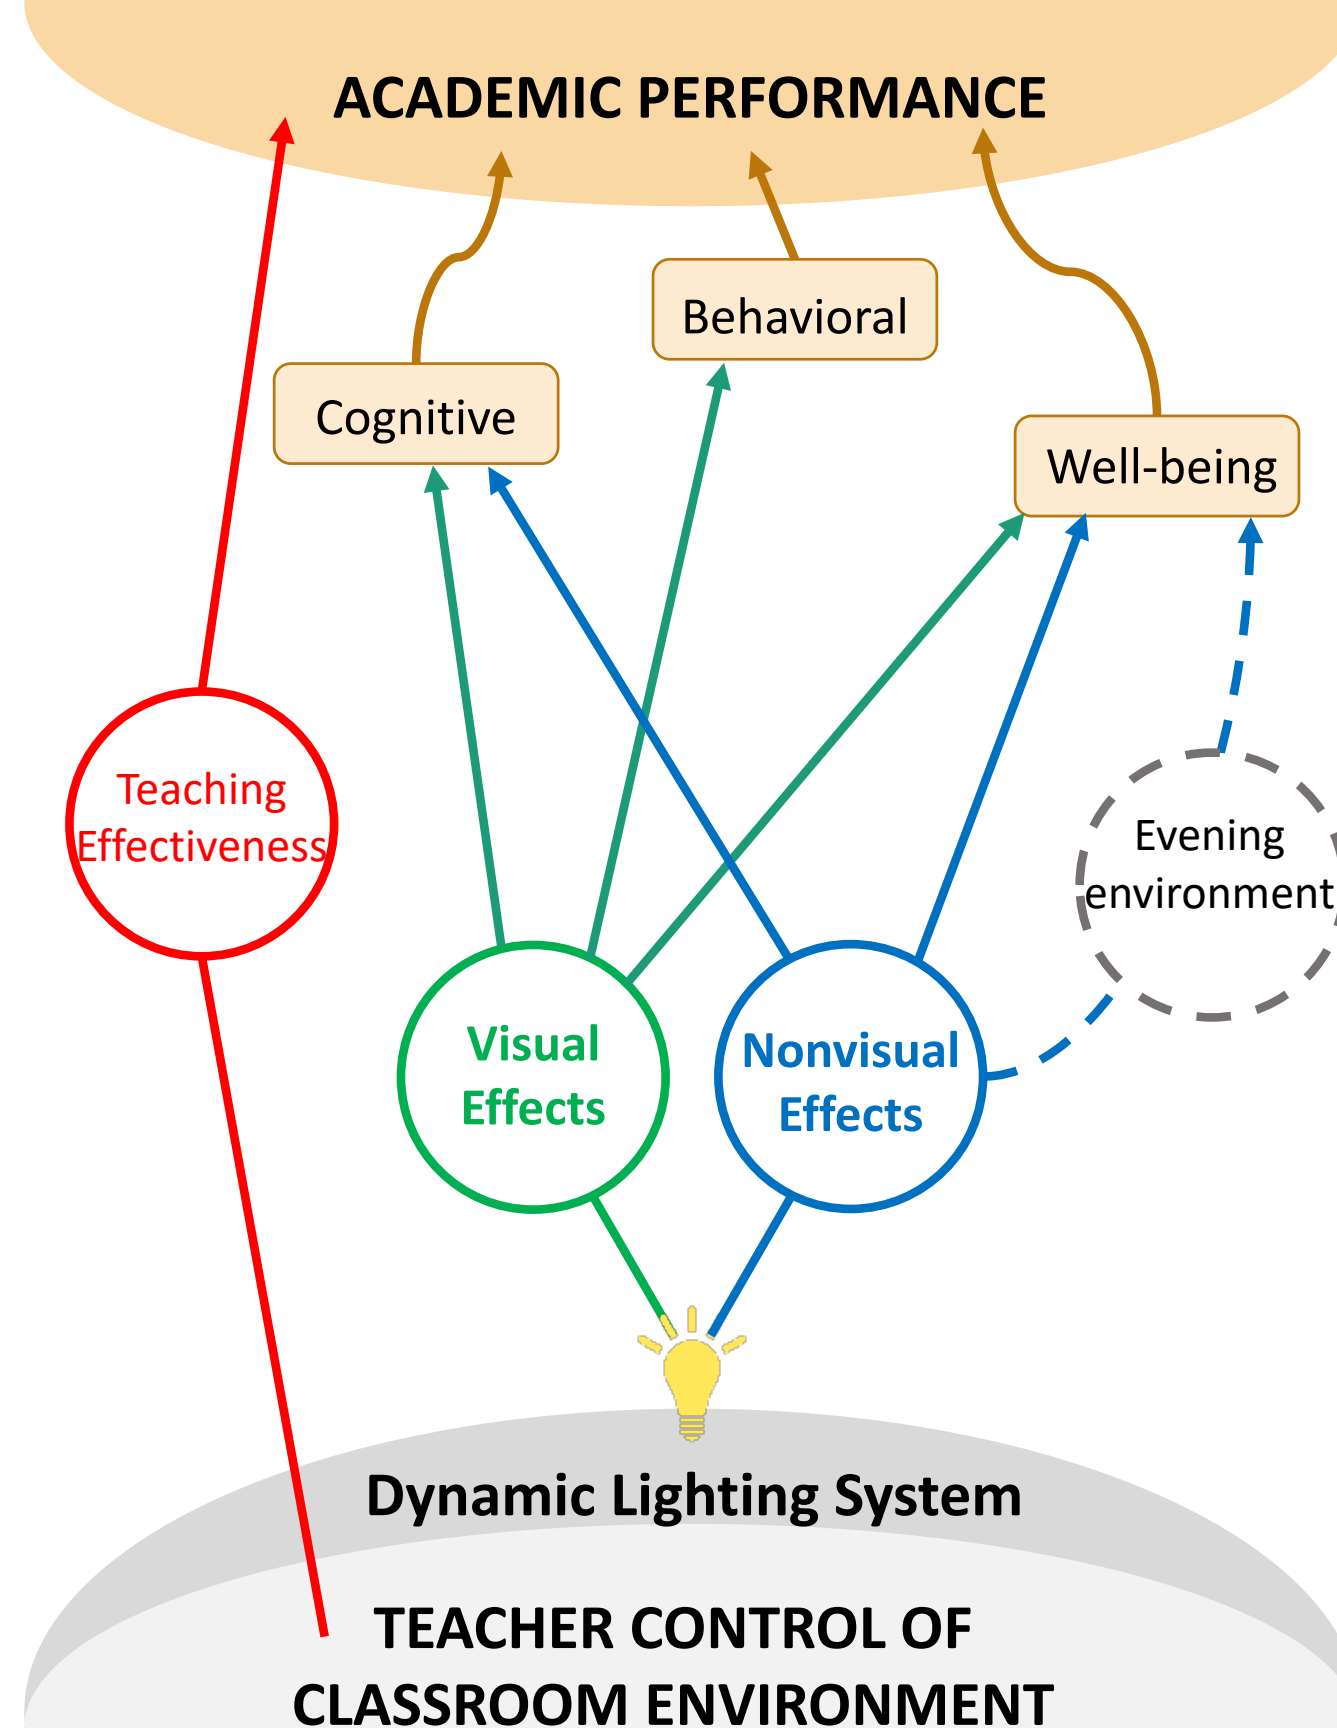 ACADEMIC PERFORMANCE
Behavioral
Cognitive
Well-being
Teaching
Effectiveness
Evening
environment
Visual
Effects
Nonvisual
Effects
Dynamic Lighting System
TEACHER CONTROL OF
CLASSROOM ENVIRONMENT